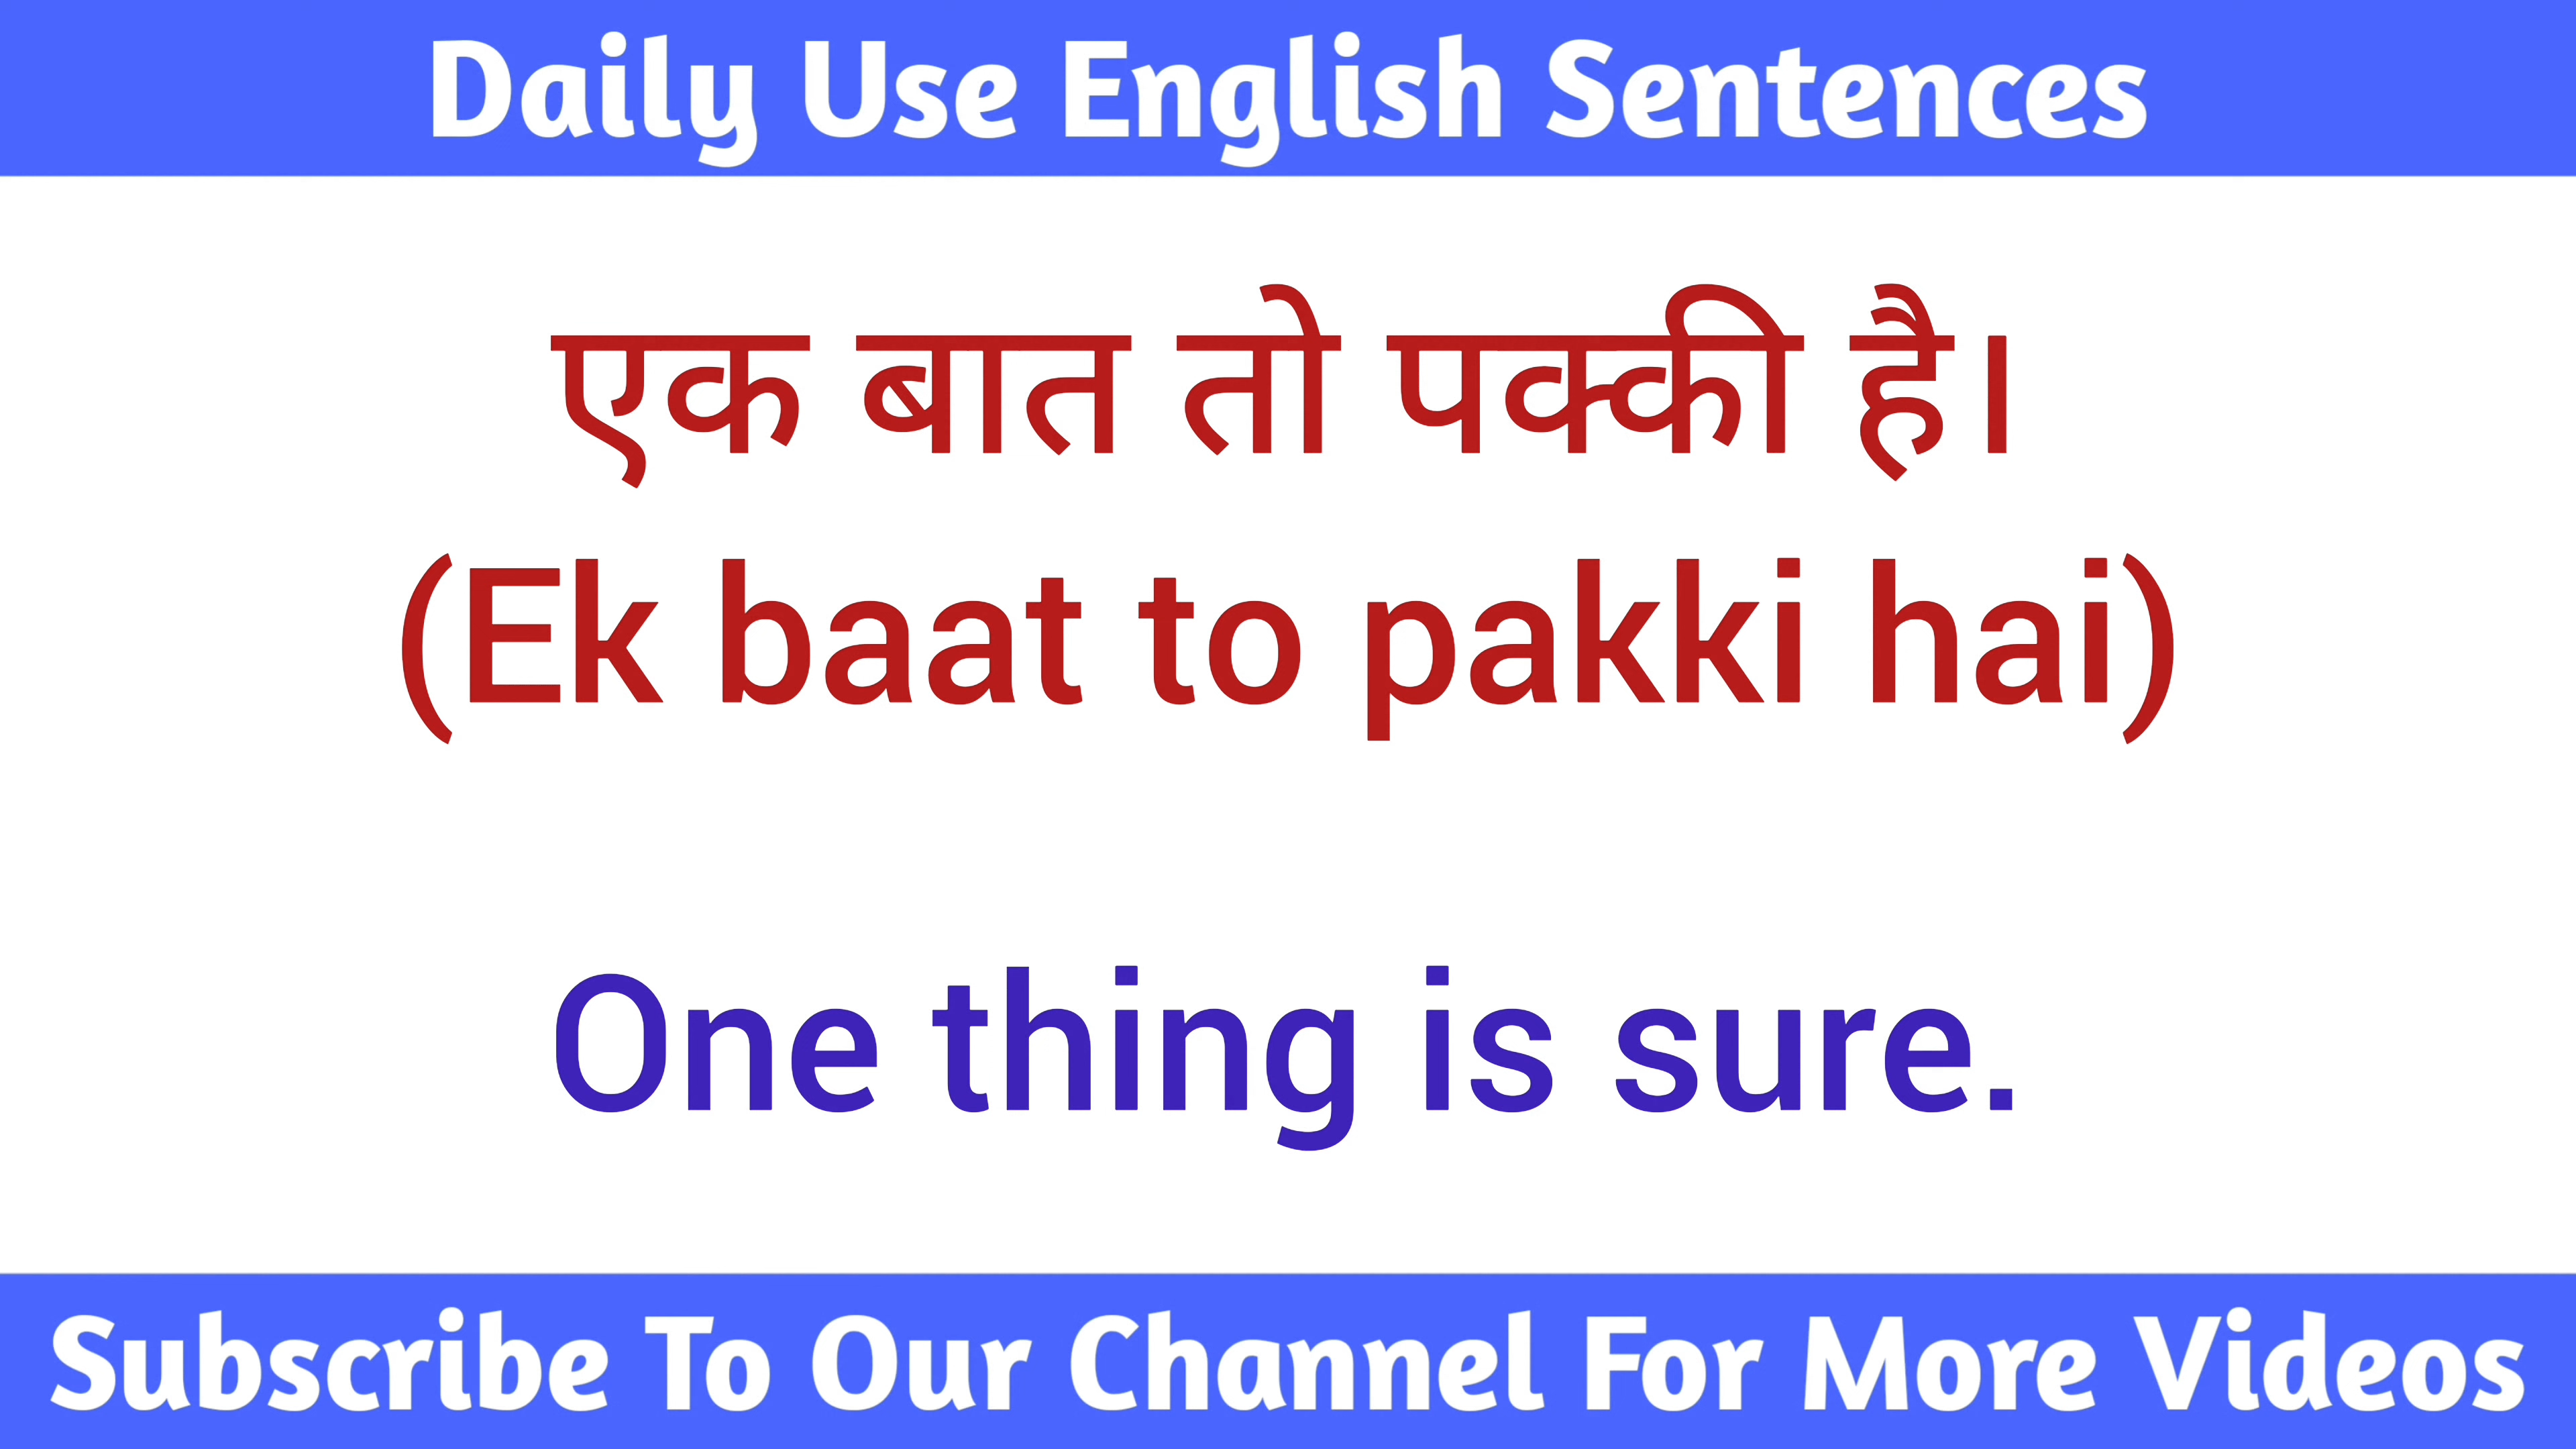 Daily Use English Sentences
एक बात तो पक्की है।
(Ek baat to pakki hai)
One thing is sure.
Subscribe To Our Channel For More Videos